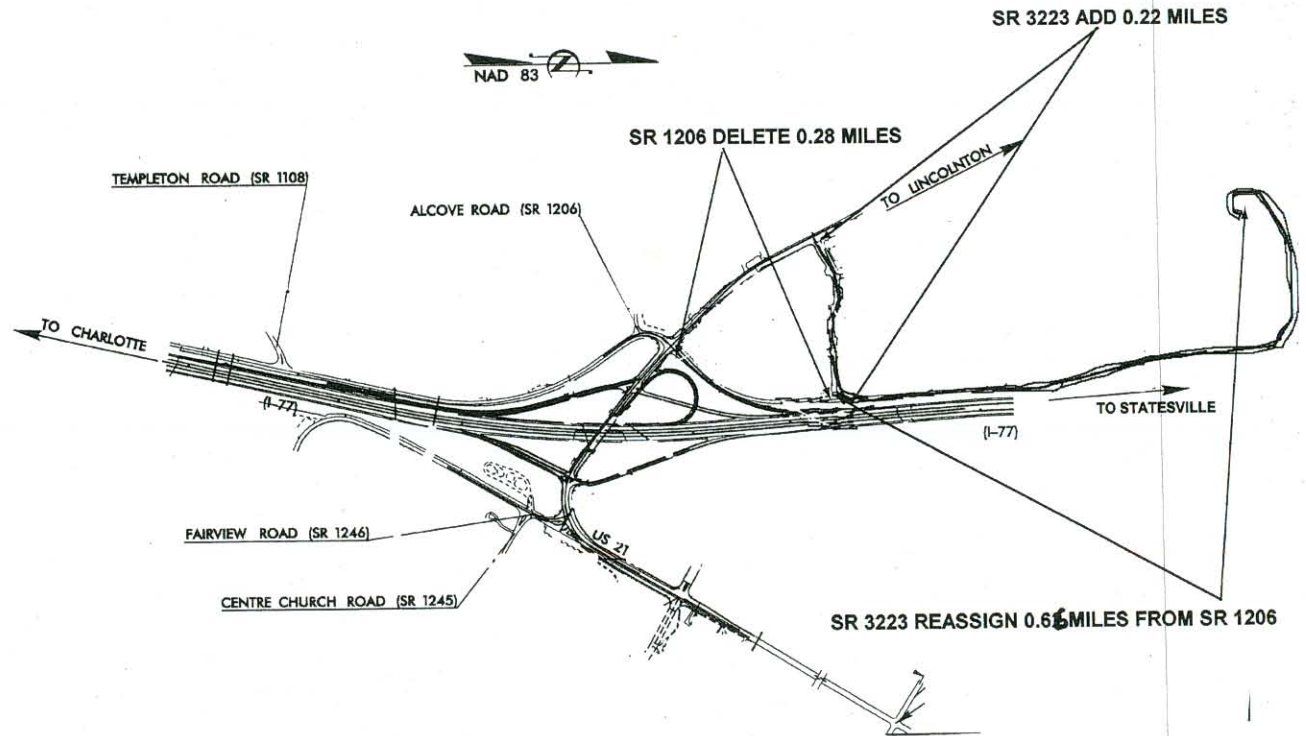 SR 3223 ADD 0.22 MILES
NAD 83
SR 1206 DELETE 0.28 MILES
TO LINCOLNTON
TEMPLETON ROAD (SR 1108)
ALCOVE ROAD (SR 1206)
TO CHARLOTTE
(I-77)
TO STATESVILLE
(I-77)
FAIRVIEW ROAD (SR 1246)
US 21
CENTRE CHURCH ROAD (SR 1245)
SR 3223 REASSIGN MILES FROM SR 1206